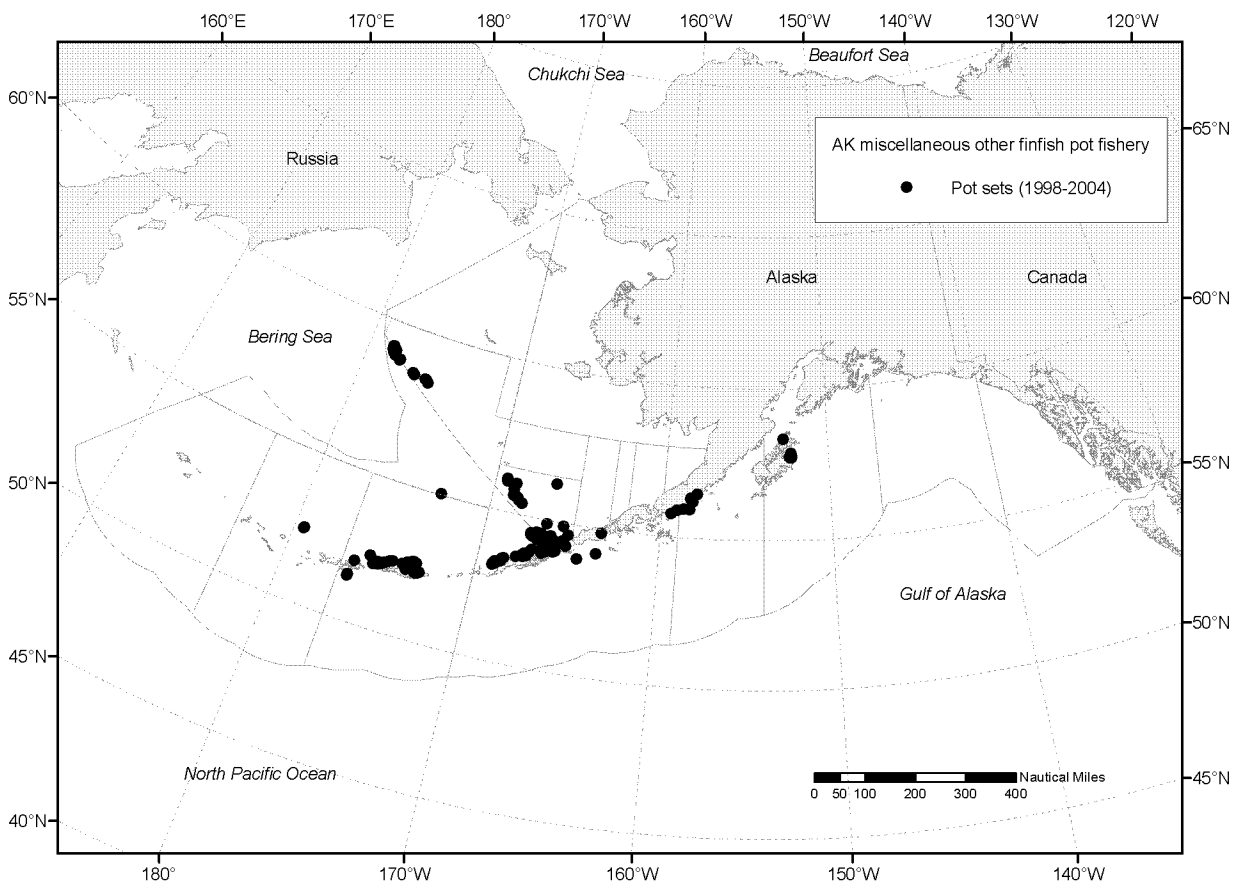 160°E 170°E 180° 170°W 160°W 150°W 140°W 130°W 120°W
Beaufort Sea
Chukchi Sea
60°N
65°N
AK miscellaneous other finfish pot fishery
Russia
Pot sets (1998-2004)
Alaska
Canada
55°N
60°N
Bering Sea
55°N
50°N
Gulf of Alaska
50°N
45°N
North Pacific Ocean
Nautical Miles
45°N
0 50 100 200 300 400
40°N
180° 170°W 160°W 150°W 140°W